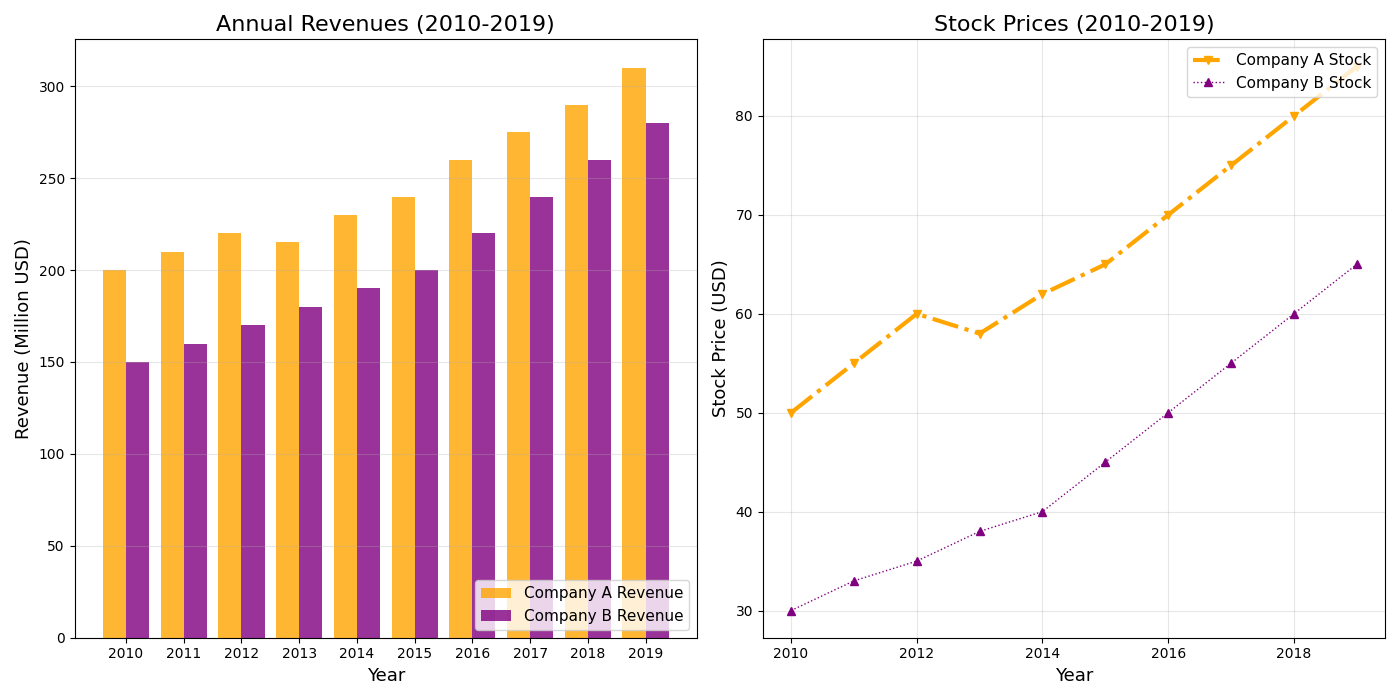 Annual Revenues (2010-2019)
Revenue (Million USD)
300
250
200
150
100
50
0
Company A Revenue
Company B Revenue
2010 2011 2012 2013 2014 2015 2016 2017 2018 2019
Year
Stock Prices (2010-2019)
Company A Stock
Company B Stock
Stock Price (USD)
80
70
60
50
40
30
2010 2012 2014 2016 2018
Year